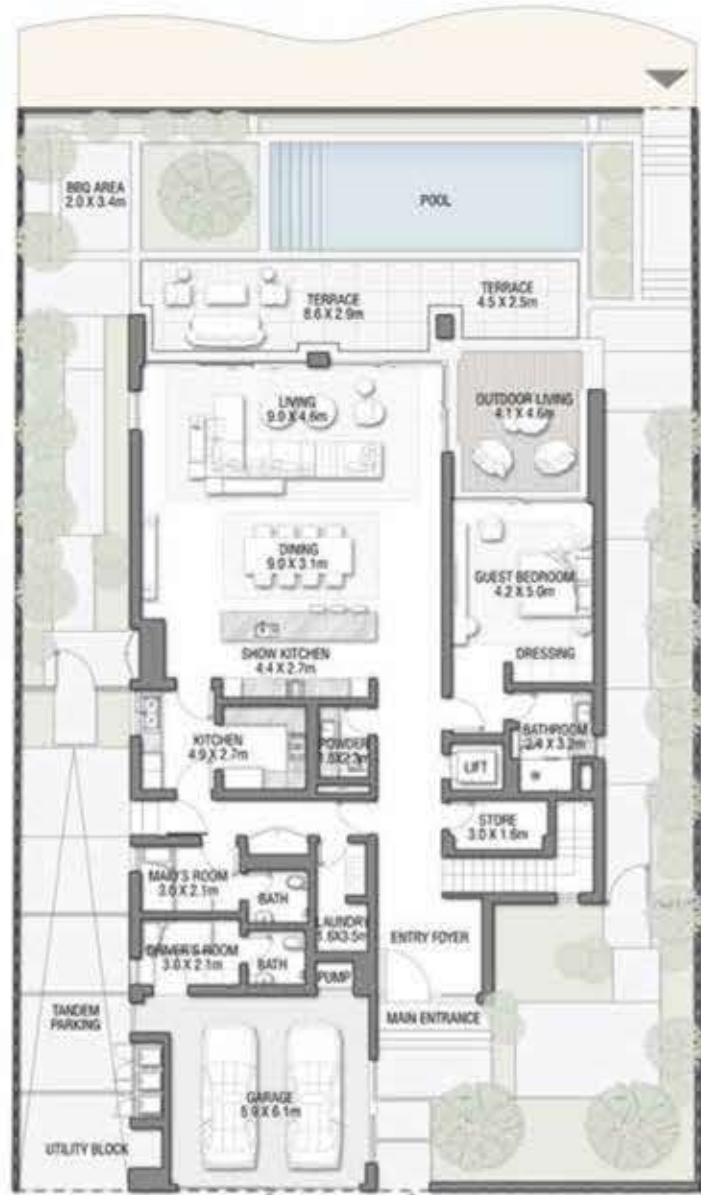 BBQ AREA
2.0 X 3.4m
POOL
TERRACE
8.6 X 2.9m
TERRACE
4.5 X 2.5m
LIVING
9.0 X 4.6m
OUTDOOR LIVING
4.1 X 4.6m
DINING
9.0 X 3.1m
GUEST BEDROOM
4.2 X 5.0m
SHOW KITCHEN
4.4 X 2.7m
DRESSING
KITCHEN
4.9 X 2.7m
POWDER
BATHROOM
2.4 X 3.2m
LIFT
STORE
3.0 X 1.6m
MAID'S ROOM
3.0 X 2.1m
BATH
LAUNDRY
1.6X3.5m
ENTRY FOYER
DRIVER'S ROOM
3.0 X 2.1m
BATH
PUMP
TANDEM
PARKING
MAIN ENTRANCE
GARAGE
5.9 X 6.1m
UTILITY BLOCK